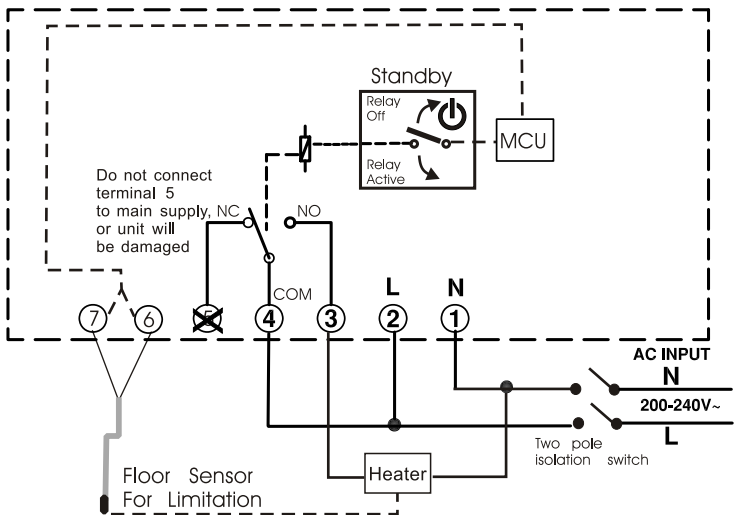 Standby
Relay
Off
MCU
Relay
Active
Do not connect
terminal 5
to main supply,
or unit will
be damaged
NC
NO
COM
L
N
7
6
5
4
3
2
1
AC INPUT
N
200-240V~
L
Two pole
isolation switch
Heater
Floor Sensor
For Limitation